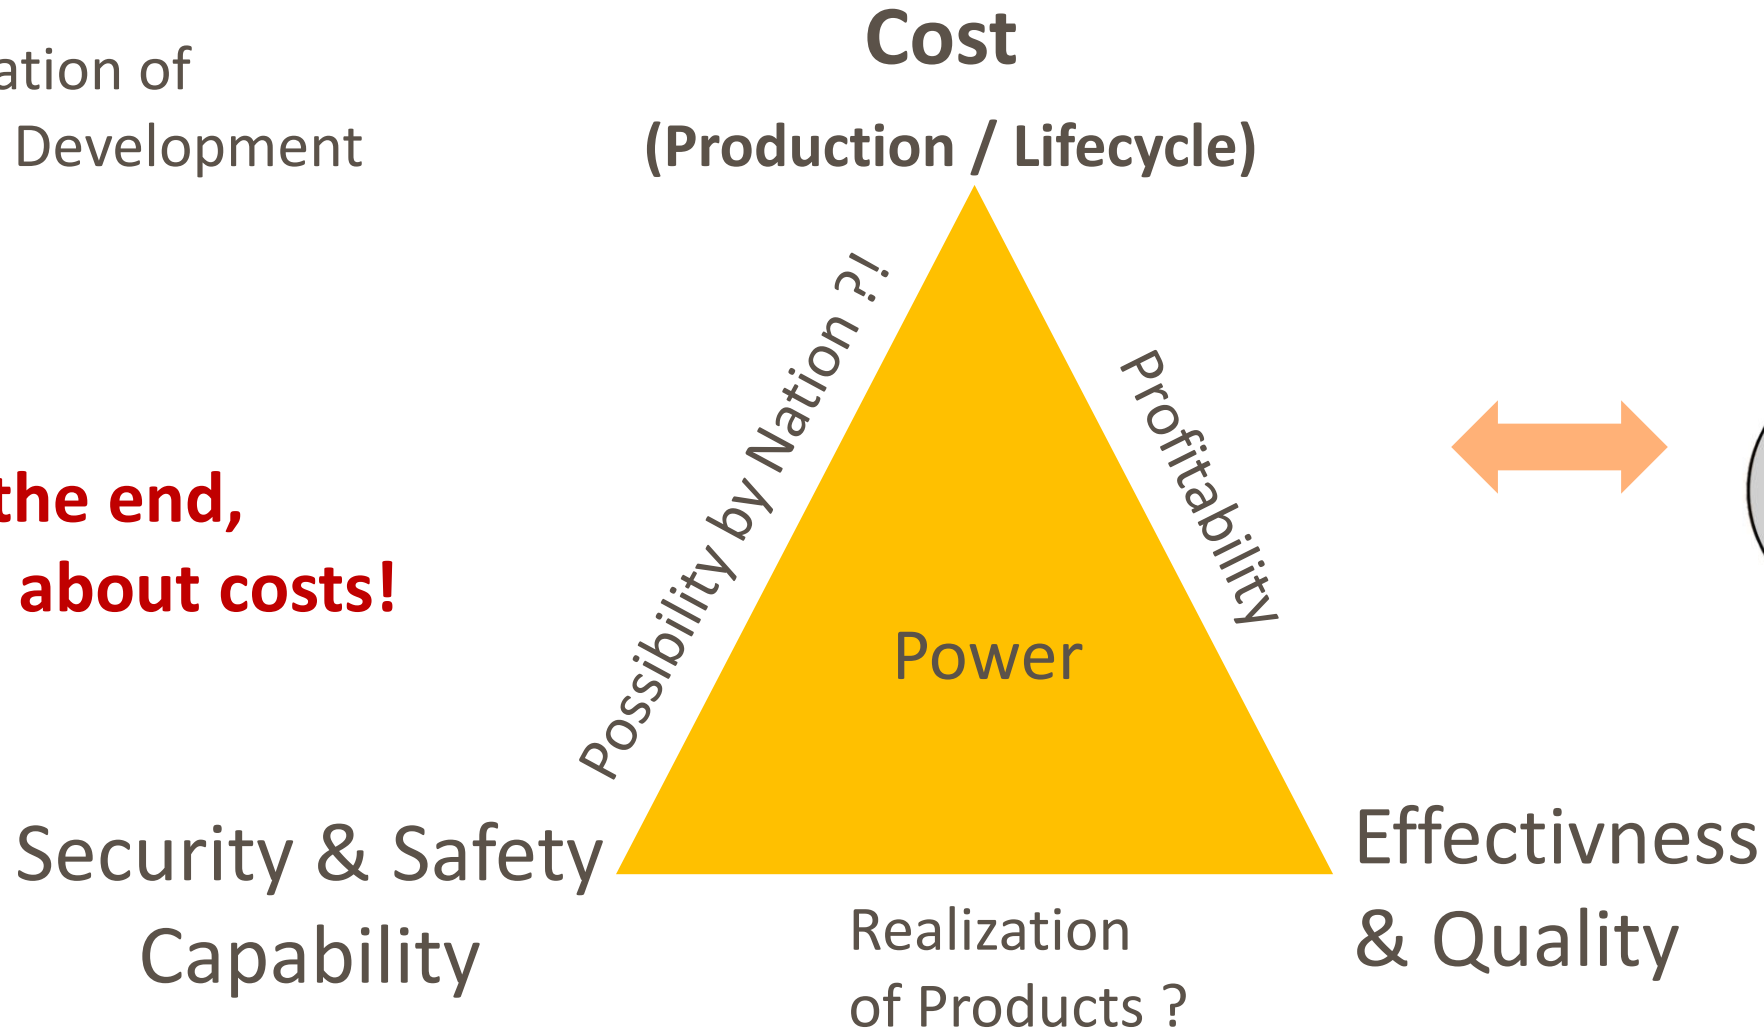 ation of
Development
Cost
(Production / Lifecycle)
Possibility by Nation ?!
Profitability
the end,
about costs!
Power
Security & Safety
Capability
Effectivness
& Quality
Realization
of Products ?